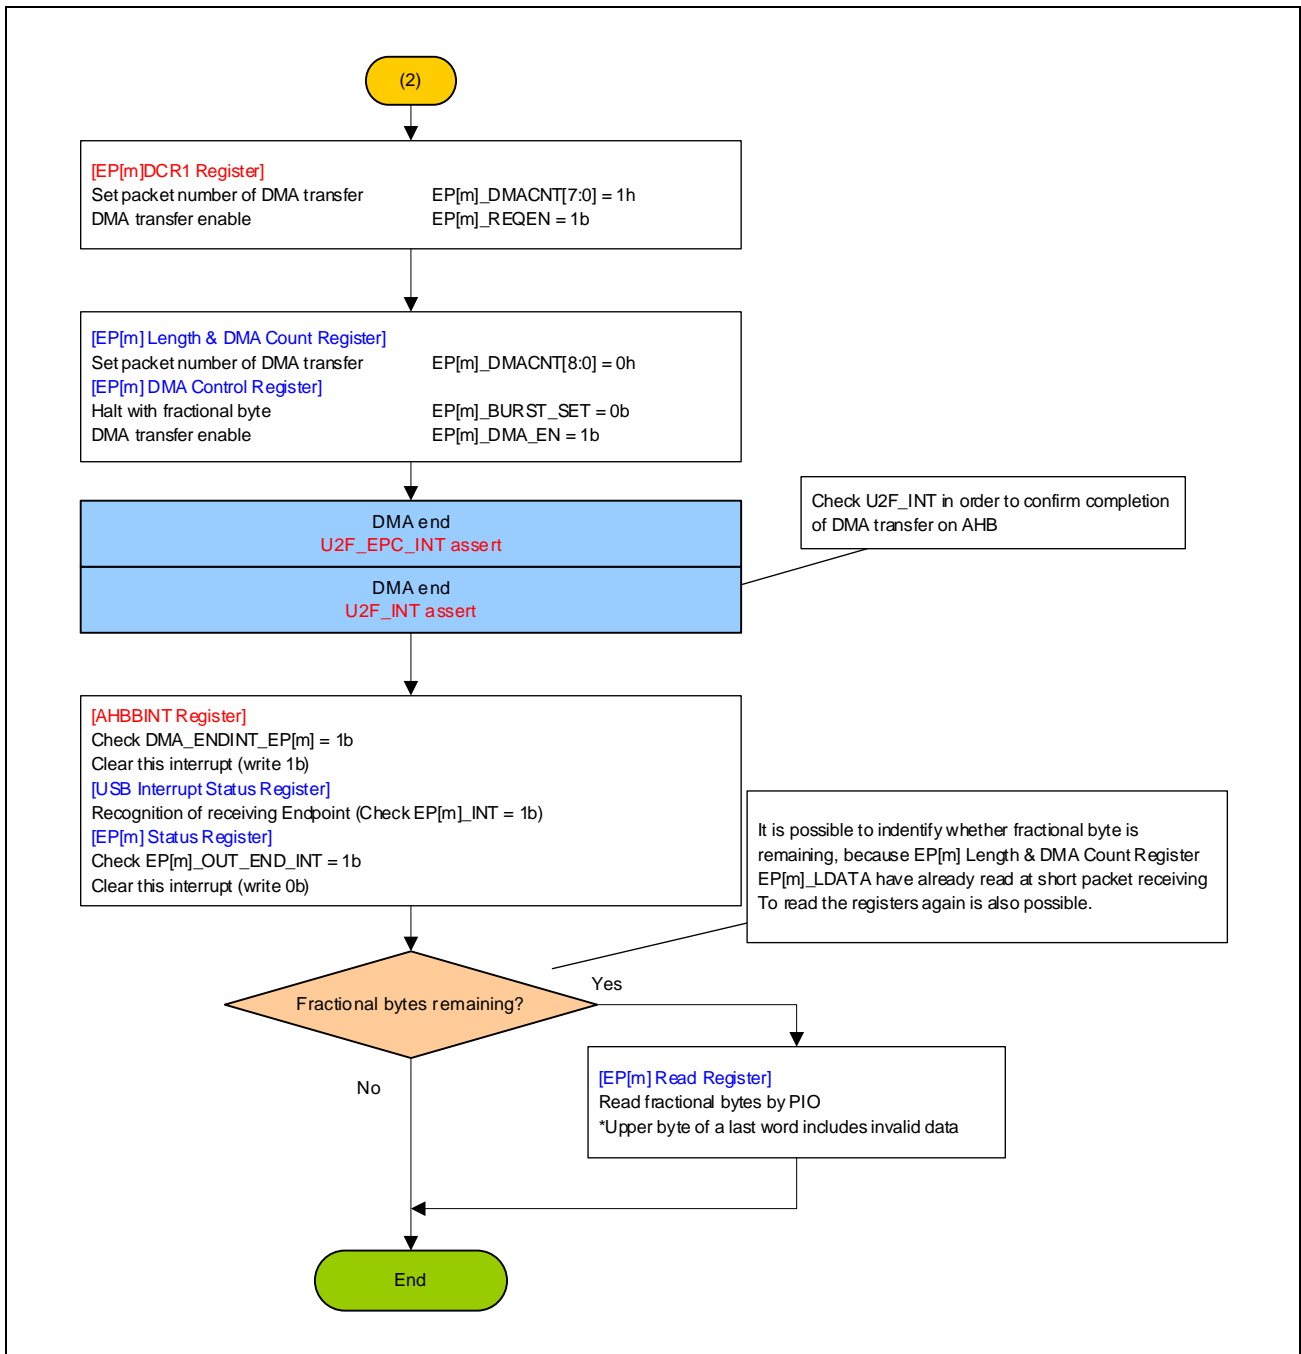 (2)
[EP[m]DCR1 Register]
Set packet number of DMA transfer EP[m]_DMACNT[7:0] = 1h
DMA transfer enable EP[m]_REQEN = 1b
[EP[m] Length & DMA Count Register]
Set packet number of DMA transfer EP[m]_DMACNT[8:0] = 0h
[EP[m] DMA Control Register]
Halt with fractional byte EP[m]_BURST_SET = 0b
DMA transfer enable EP[m]_DMA_EN = 1b
DMA end
U2F_EPC_INT assert
Check U2F_INT in order to confirm completion
of DMA transfer on AHB
DMA end
U2F_INT assert
[AHBBINT Register]
Check DMA_ENDINT_EP[m] = 1b
Clear this interrupt (write 1b)
[USB Interrupt Status Register]
Recognition of receiving Endpoint (Check EP[m]_INT = 1b)
[EP[m] Status Register]
Check EP[m]_OUT_END_INT = 1b
Clear this interrupt (write 0b)
It is possible to indentify whether fractional byte is
remaining, because EP[m] Length & DMA Count Register
EP[m]_LDATA have already read at short packet receiving
To read the registers again is also possible.
Fractional bytes remaining?
Yes
No
[EP[m] Read Register]
Read fractional bytes by PIO
*Upper byte of a last word includes invalid data
End